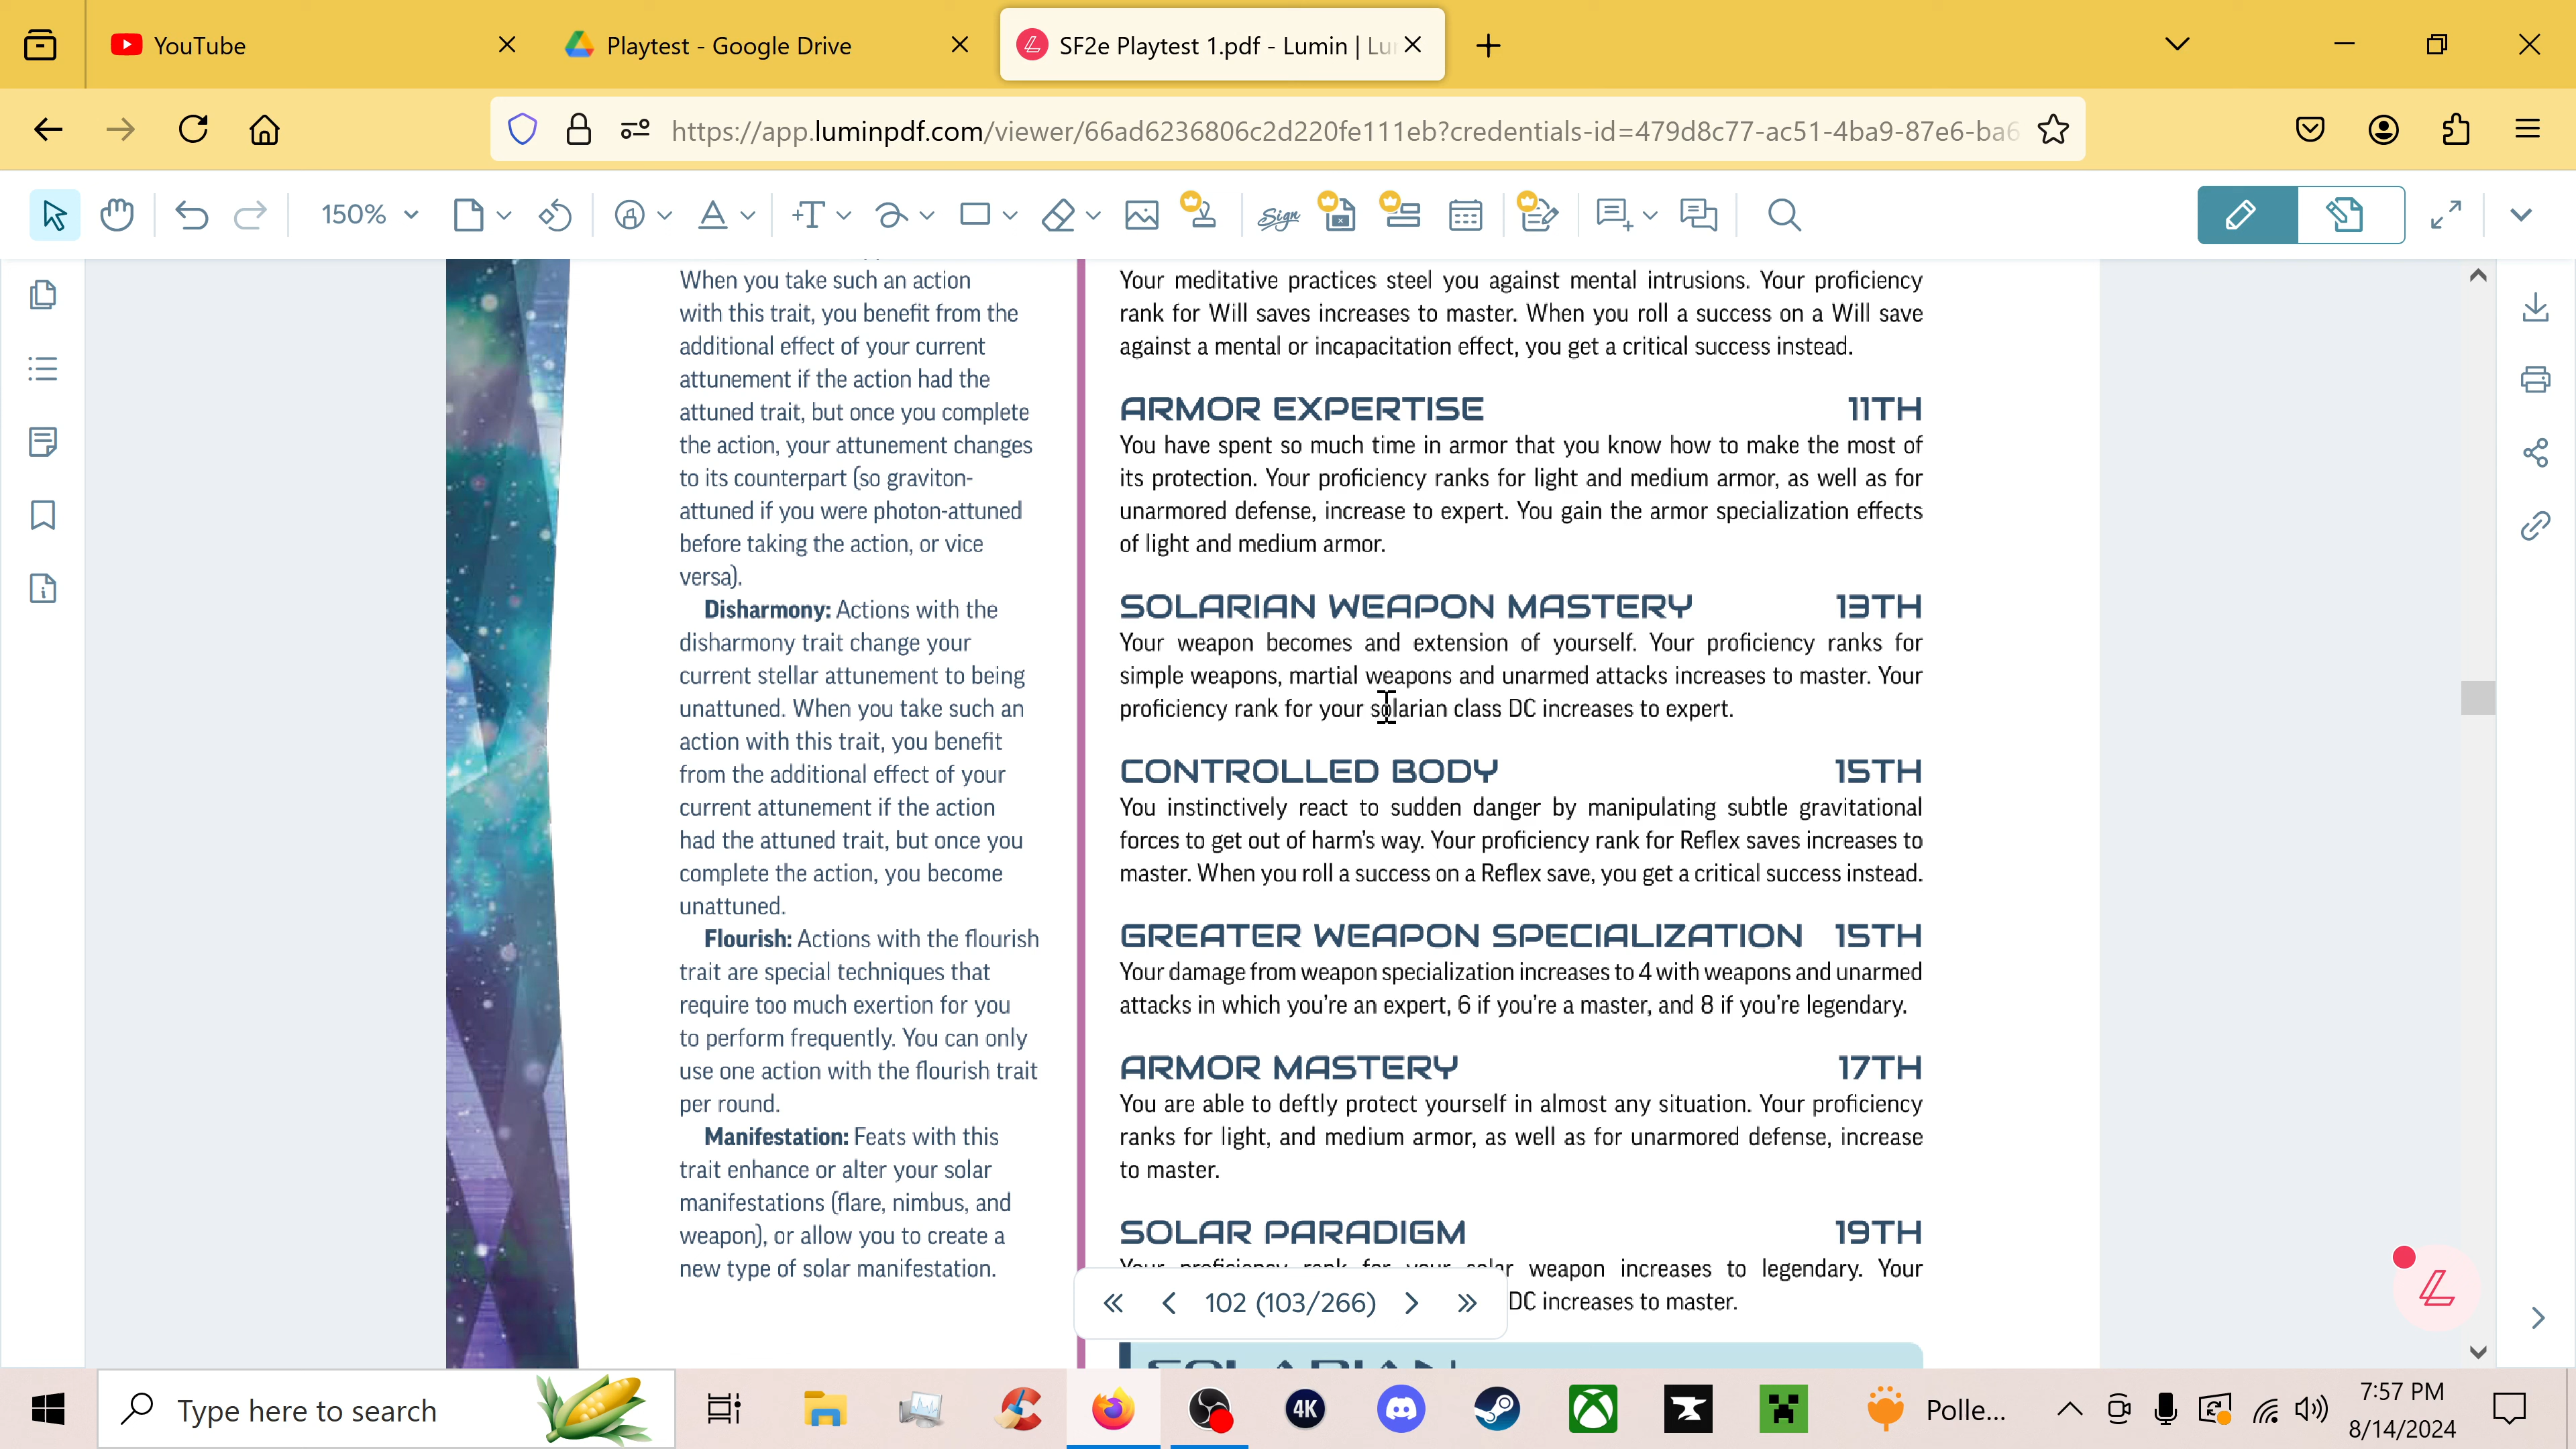 YouTube
Playtest - Google Drive
SF2e Playtest 1.pdf - Lumin | Lu
https://app.luminpdf.com/viewer/66ad6236806c2d220fe111eb?credentials-id=479d8c77-ac51-4ba9-87e6-ba6
150%
Sign
When you take such an action
with this trait, you benefit from the
additional effect of your current
attunement if the action had the
attuned trait, but once you complete
the action, your attunement changes
to its counterpart (so graviton-
attuned if you were photon-attuned
before taking the action, or vice
versa).
Disharmony: Actions with the
disharmony trait change your
current stellar attunement to being
unattuned. When you take such an
action with this trait, you benefit
from the additional effect of your
current attunement if the action
had the attuned trait, but once you
complete the action, you become
unattuned.
Flourish: Actions with the flourish
trait are special techniques that
require too much exertion for you
to perform frequently. You can only
use one action with the flourish trait
per round.
Manifestation: Feats with this
trait enhance or alter your solar
manifestations (flare, nimbus, and
weapon), or allow you to create a
new type of solar manifestation.
Your meditative practices steel you against mental intrusions. Your proficiency
rank for Will saves increases to master. When you roll a success on a Will save
against a mental or incapacitation effect, you get a critical success instead.
ARMOR EXPERTISE 11TH
You have spent so much time in armor that you know how to make the most of
its protection. Your proficiency ranks for light and medium armor, as well as for
unarmored defense, increase to expert. You gain the armor specialization effects
of light and medium armor.
SOLARIAN WEAPON MASTERY 13TH
Your weapon becomes and extension of yourself. Your proficiency ranks for
simple weapons, martial weapons and unarmed attacks increases to master. Your
proficiency rank for your solarian class DC increases to expert.
CONTROLLED BODY 15TH
You instinctively react to sudden danger by manipulating subtle gravitational
forces to get out of harm's way. Your proficiency rank for Reflex saves increases to
master. When you roll a success on a Reflex save, you get a critical success instead.
GREATER WEAPON SPECIALIZATION 15TH
Your damage from weapon specialization increases to 4 with weapons and unarmed
attacks in which you're an expert, 6 if you're a master, and 8 if you're legendary.
ARMOR MASTERY 17TH
You are able to deftly protect yourself in almost any situation. Your proficiency
ranks for light, and medium armor, as well as for unarmored defense, increase
to master.
SOLAR PARADIGM 19TH
Your proficiency rank for your solar weapon increases to legendary. Your
DC increases to master.
102 (103/266)
SOLARIAN
Type here to search
4K
Polle...
7:57 PM
8/14/2024